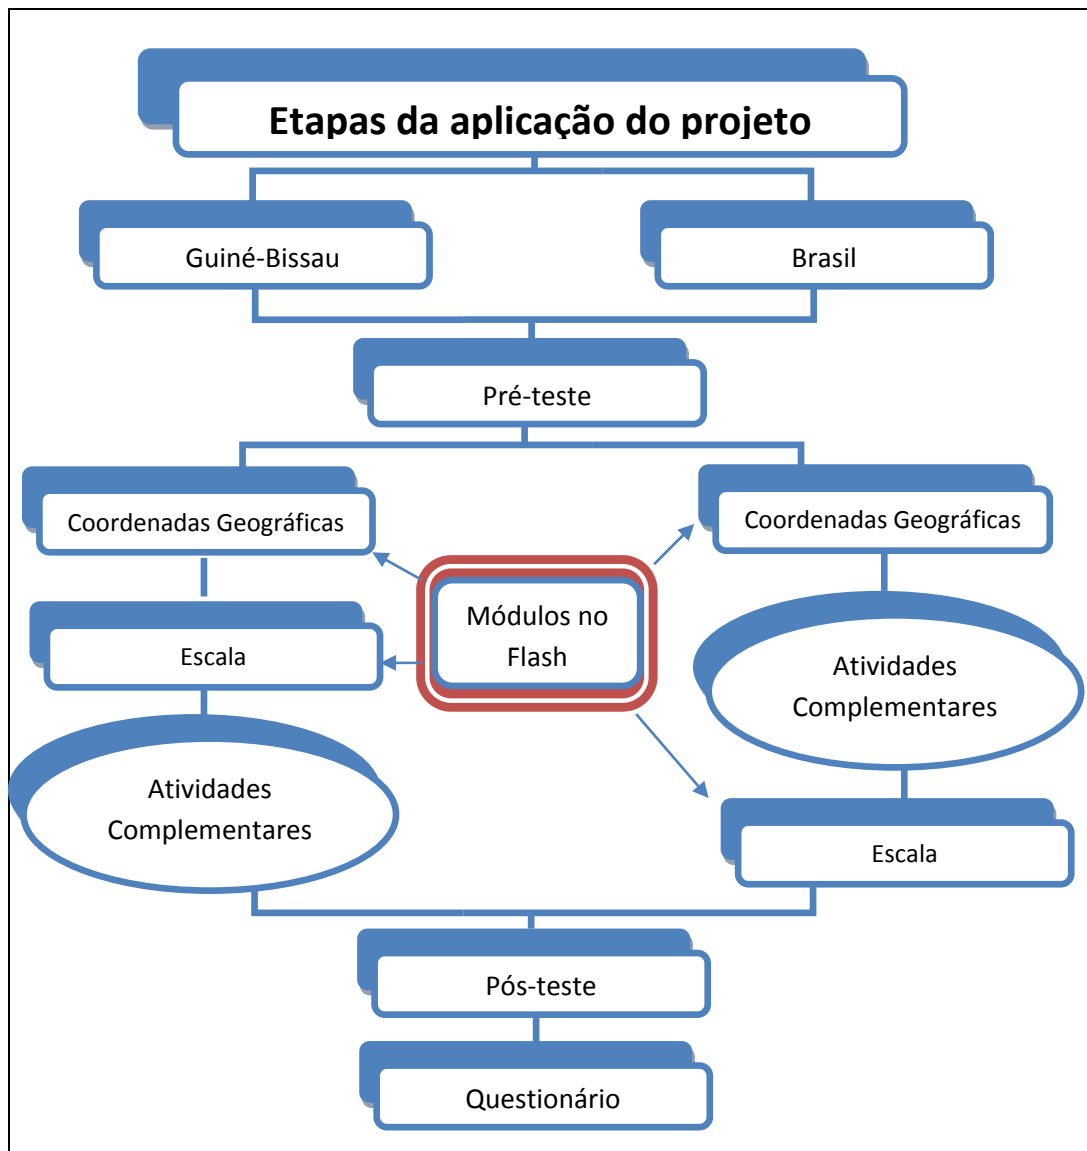 Etapas da aplicação do projeto
Guiné-Bissau
Brasil
Pré-teste
Coordenadas Geográficas
Coordenadas Geográficas
Módulos no
Flash
Escala
Atividades
Complementares
Atividades
Complementares
Escala
Pós-teste
Questionário